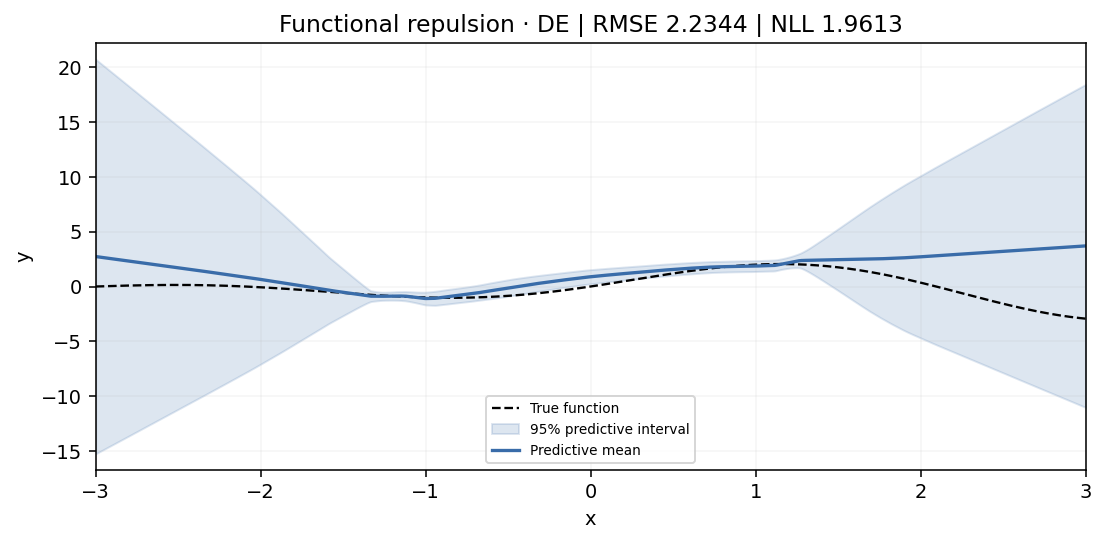 Functional repulsion · DE | RMSE 2.2344 | NLL 1.9613
y
20
15
10
5
0
−5
−10
−15
True function
95% predictive interval
Predictive mean
−3 −2 −1 0 1 2 3
x